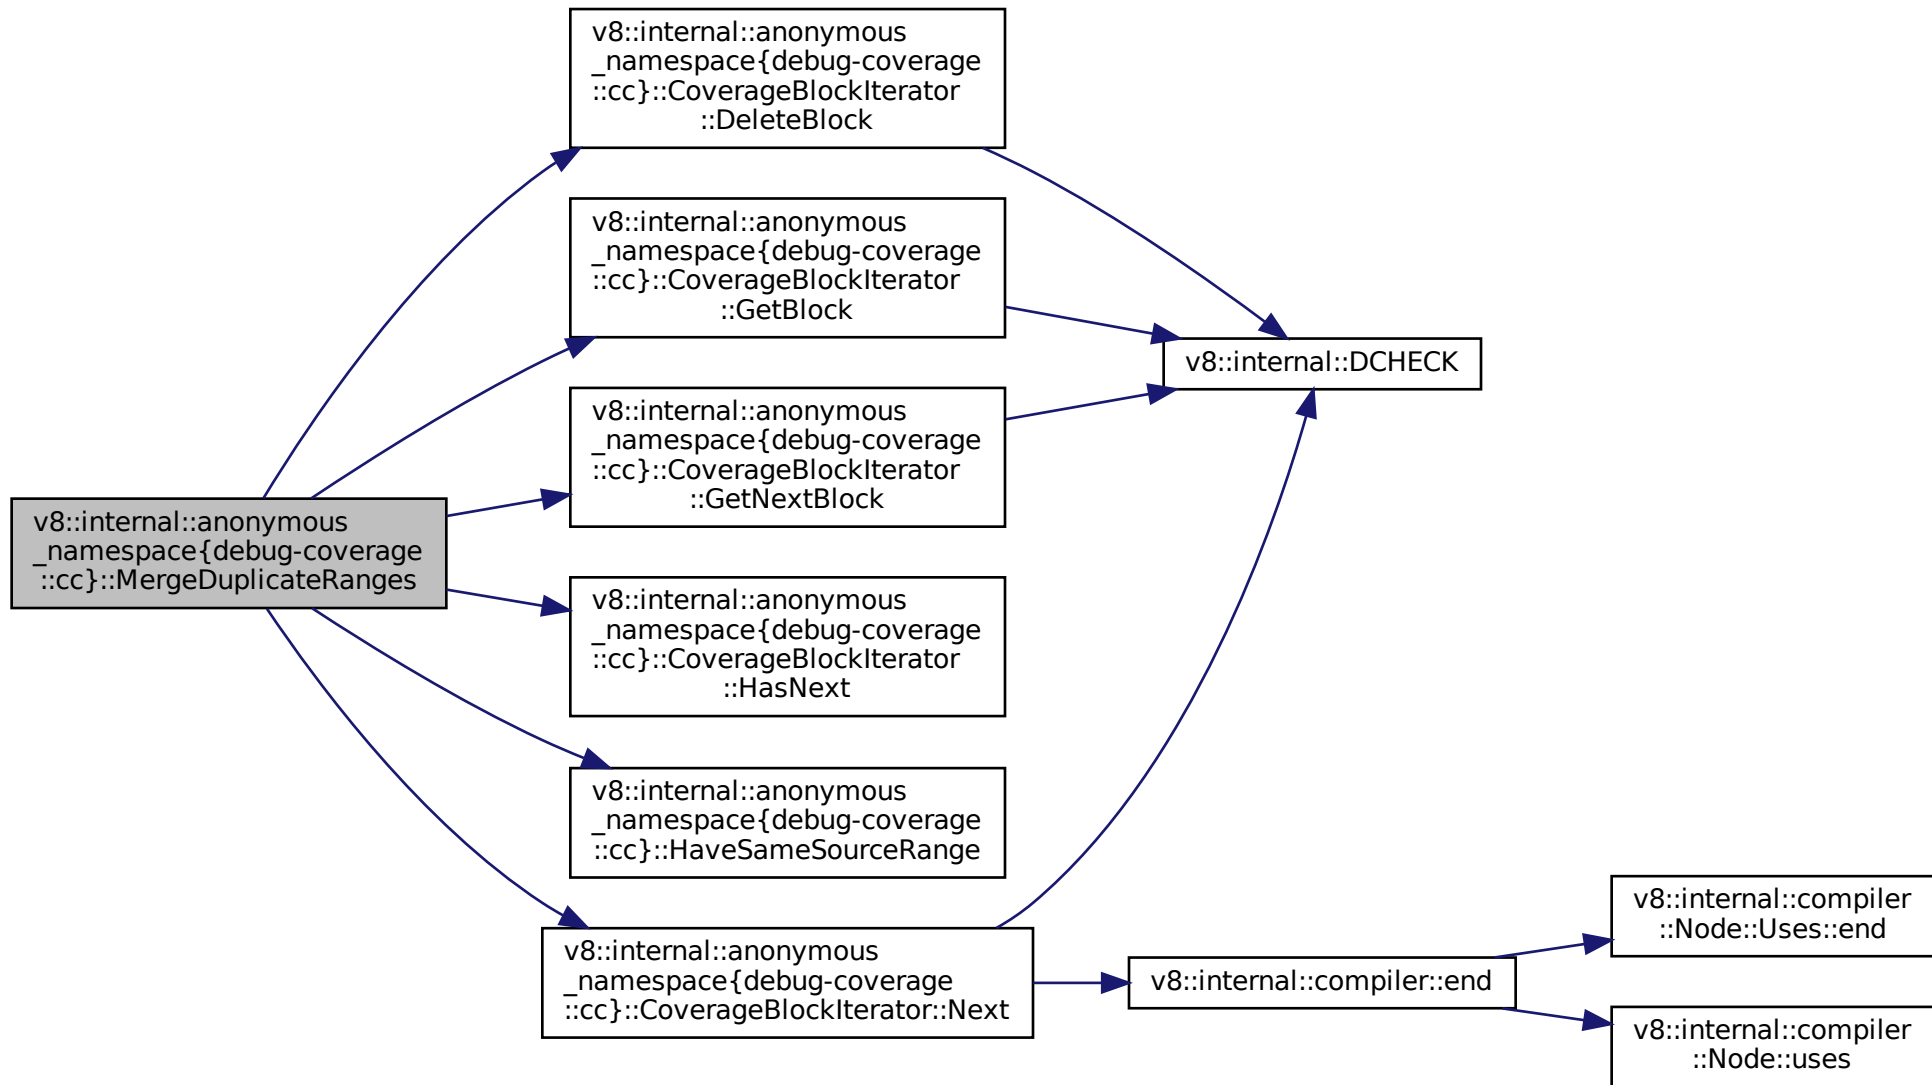 v8::internal::anonymous
_namespace{debug-coverage
::cc}::CoverageBlockIterator
::DeleteBlock
v8::internal::anonymous
_namespace{debug-coverage
::cc}::CoverageBlockIterator
::GetBlock
v8::internal::DCHECK
v8::internal::anonymous
_namespace{debug-coverage
::cc}::CoverageBlockIterator
::GetNextBlock
v8::internal::anonymous
_namespace{debug-coverage
::cc}::MergeDuplicateRanges
v8::internal::anonymous
_namespace{debug-coverage
::cc}::CoverageBlockIterator
::HasNext
v8::internal::anonymous
_namespace{debug-coverage
::cc}::HaveSameSourceRange
v8::internal::anonymous
_namespace{debug-coverage
::cc}::CoverageBlockIterator::Next
v8::internal::compiler::end
v8::internal::compiler
::Node::Uses::end
v8::internal::compiler
::Node::uses